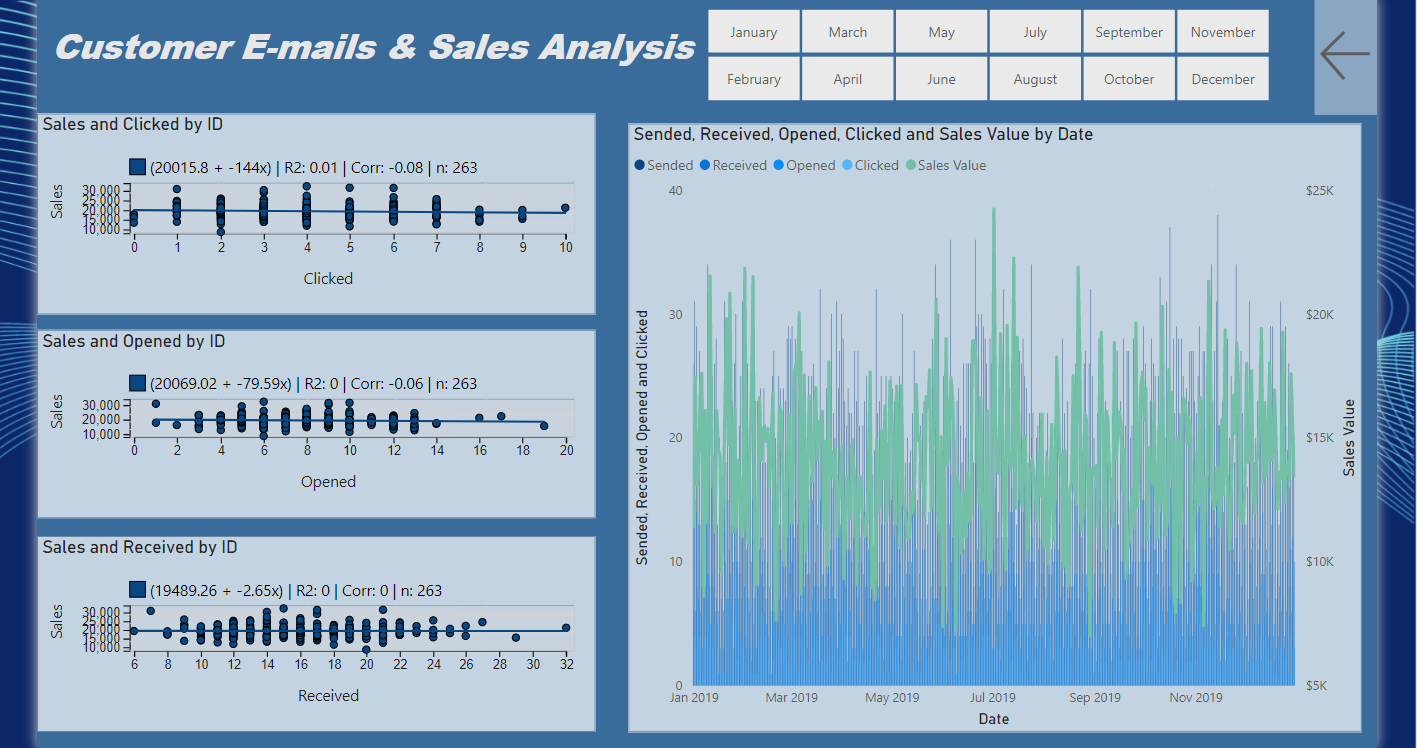 Customer E-mails & Sales Analysis
January March May July September November
February April June August October December
Sales and Clicked by ID
(20015.8 + -144x) | R2: 0.01 | Corr: -0.08 | n: 263
Sales
30,000
25,000
20,000
15,000
10,000
0 1 2 3 4 5 6 7 8 9 10
Clicked
Sales and Opened by ID
(20069.02 + -79.59x) | R2: 0 | Corr: -0.06 | n: 263
Sales
30,000
20,000
10,000
0 2 4 6 8 10 12 14 16 18 20
Opened
Sales and Received by ID
(19489.26 + -2.65x) | R2: 0 | Corr: 0 | n: 263
Sales
30,000
25,000
20,000
15,000
10,000
6 8 10 12 14 16 18 20 22 24 26 28 30 32
Received
Sended, Received, Opened, Clicked and Sales Value by Date
Sended Received Opened Clicked Sales Value
Sended, Received, Opened and Clicked
40
30
20
10
0
$25K
$20K
$15K
$10K
$5K
Sales Value
Jan 2019 Mar 2019 May 2019 Jul 2019 Sep 2019 Nov 2019
Date